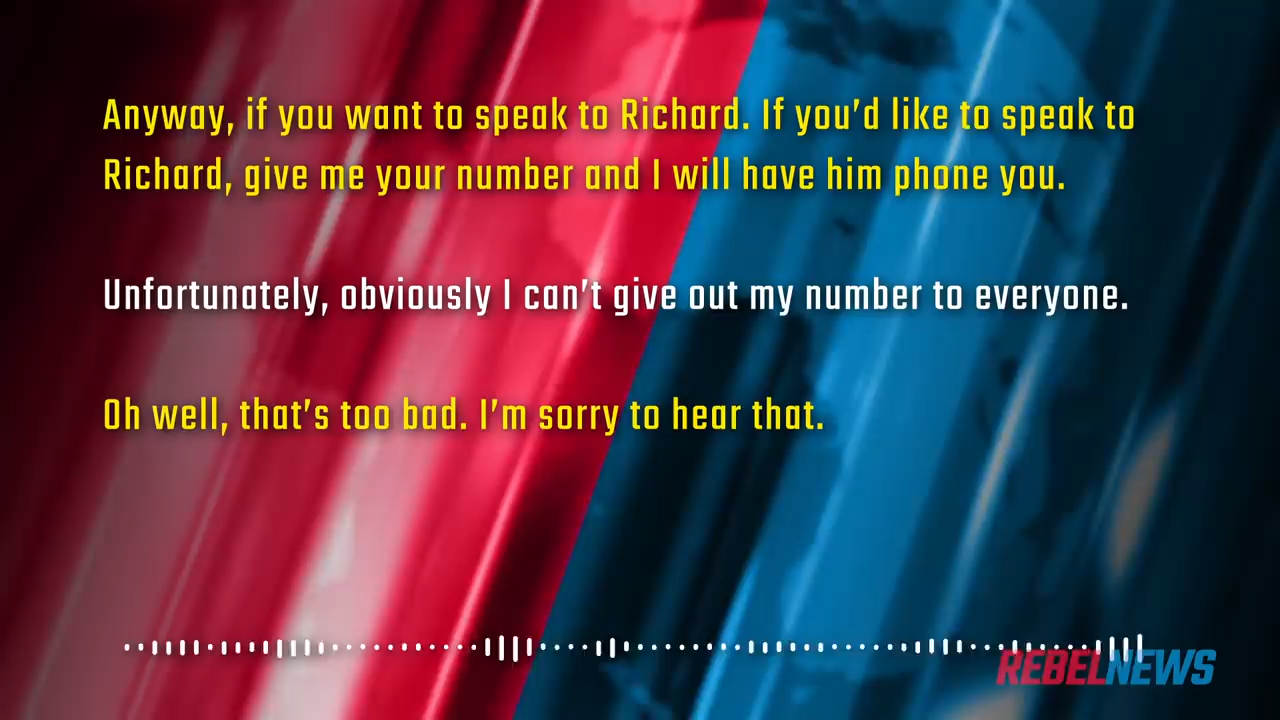 Anyway, if you want to speak to Richard. If you’d like to speak to
Richard, give me your number and I will have him phone you.
Unfortunately, obviously I can’t give out my number to everyone.
Oh well, that’s too bad. I’m sorry to hear that.
REBELNEWS